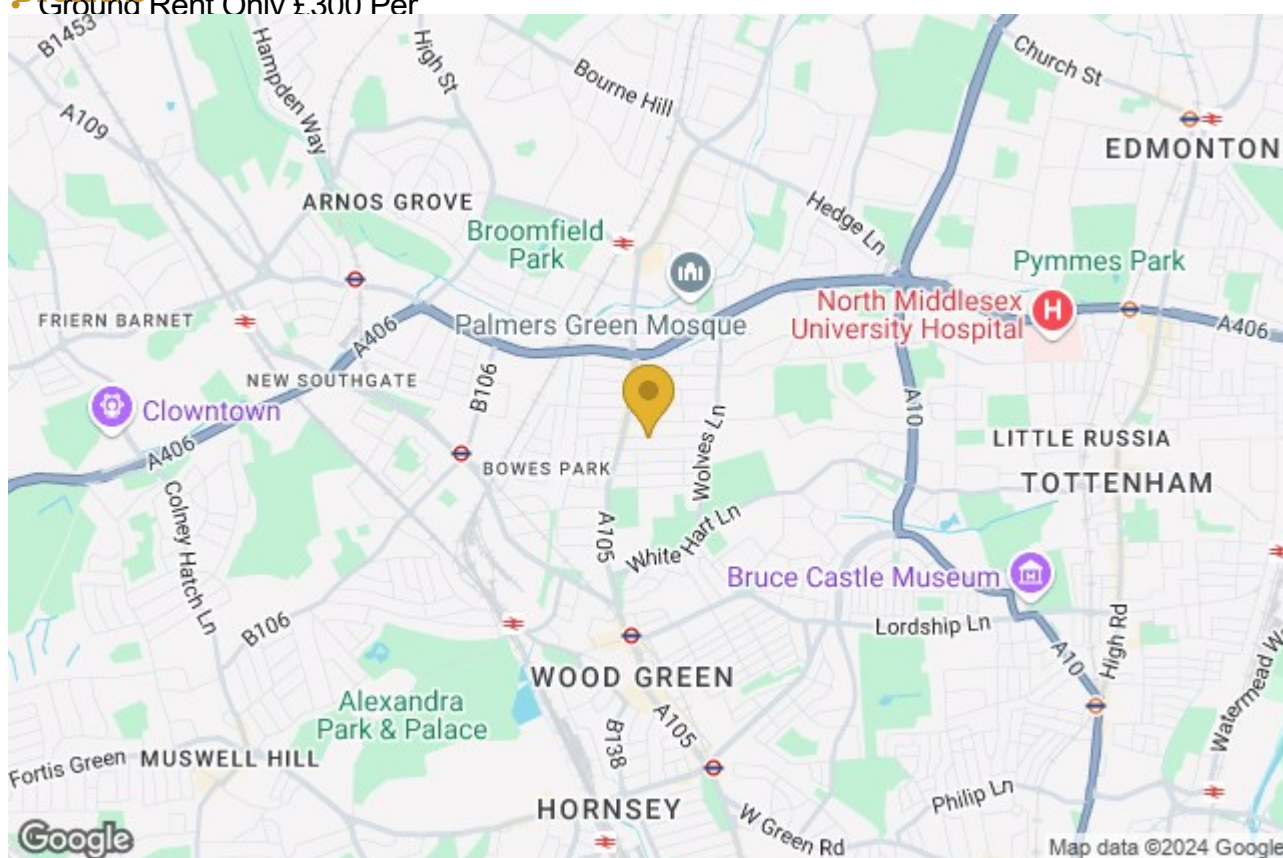 Ground Rent Only £300 Per
B1453
Hampden Way
High St
Bourne Hill
Church St
A109
EDMONTON
ARNOS GROVE
Broomfield
Park
Hedge Ln
Pymmes Park
FRIERN BARNET
A406
Palmers Green Mosque
North Middlesex
University Hospital
H
A406
NEW SOUTHGATE
B106
Clowntown
A406
A10
Wolves Ln
LITTLE RUSSIA
BOWES PARK
TOTTENHAM
Colney Hatch Ln
A105
White Hart Ln
Bruce Castle Museum
B106
Lordship Ln
A10
High Rd
WOOD GREEN
Alexandra
Park & Palace
A105
B138
Watermead W
Fortis Green
MUSWELL HILL
Philip Ln
HORNSEY
W Green Rd
Google
Map data ©2024 Google